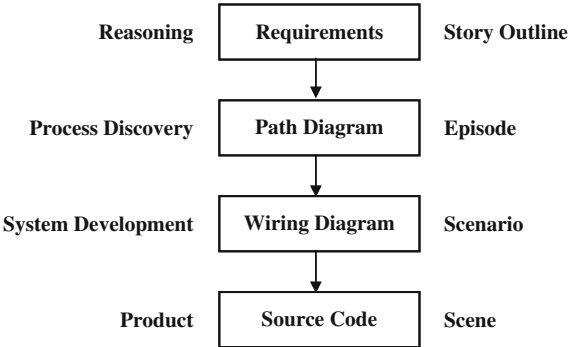 Reasoning Requirements Story Outline
Process Discovery Path Diagram Episode
System Development Wiring Diagram Scenario
Product Source Code Scene